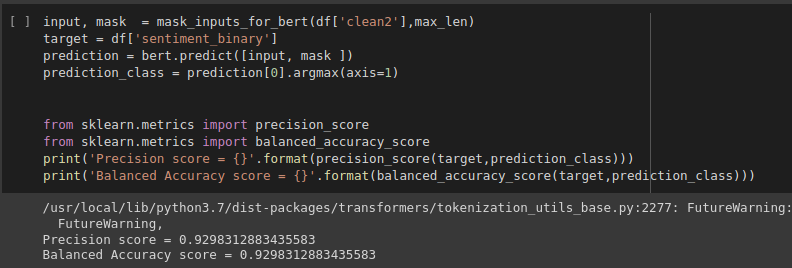 [ ] input, mask  = mask_inputs_for_bert(df['clean2'],max_len)
target = df['sentiment_binary']
prediction = bert.predict([input, mask ])
prediction_class = prediction[0].argmax(axis=1)
from sklearn.metrics import precision_score
from sklearn.metrics import balanced_accuracy_score
print('Precision score = {}'.format(precision_score(target,prediction_class)))
print('Balanced Accuracy score = {}'.format(balanced_accuracy_score(target,prediction_class)))
/usr/local/lib/python3.7/dist-packages/transformers/tokenization_utils_base.py:2277: FutureWarning:
FutureWarning,
Precision score = 0.9298312883435583
Balanced Accuracy score = 0.9298312883435583